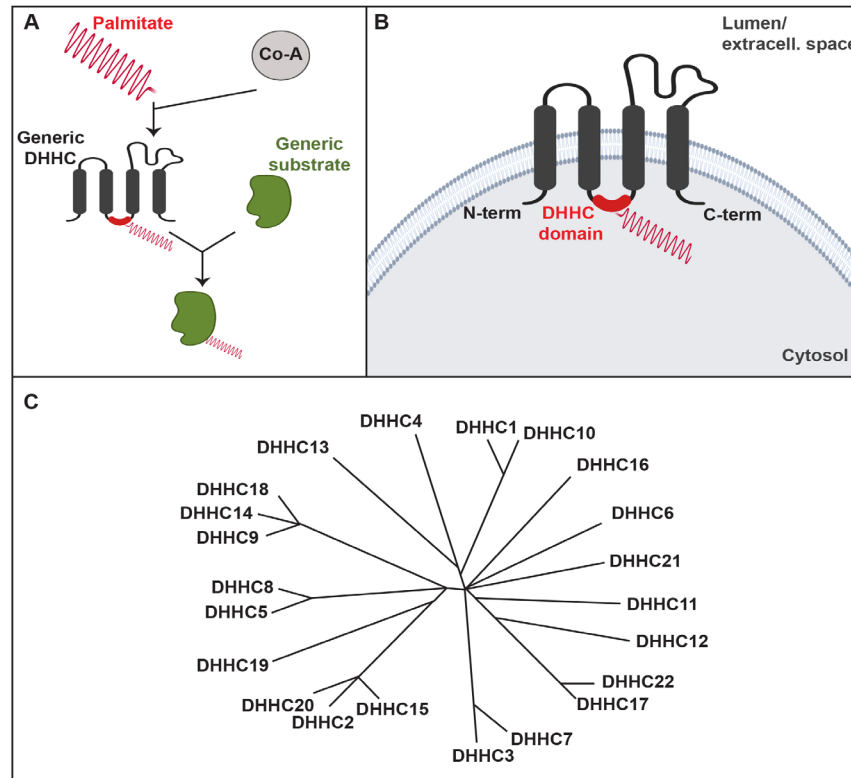 A
Palmitate
Co-A
Generic
DHHC
Generic
substrate
B
Lumen/
extracell. space
N-term
DHHC
domain
C-term
Cytosol
C
DHHC4
DHHC1
DHHC10
DHHC13
DHHC16
DHHC18
DHHC14
DHHC9
DHHC6
DHHC21
DHHC8
DHHC5
DHHC11
DHHC12
DHHC19
DHHC22
DHHC17
DHHC20
DHHC2
DHHC15
DHHC7
DHHC3